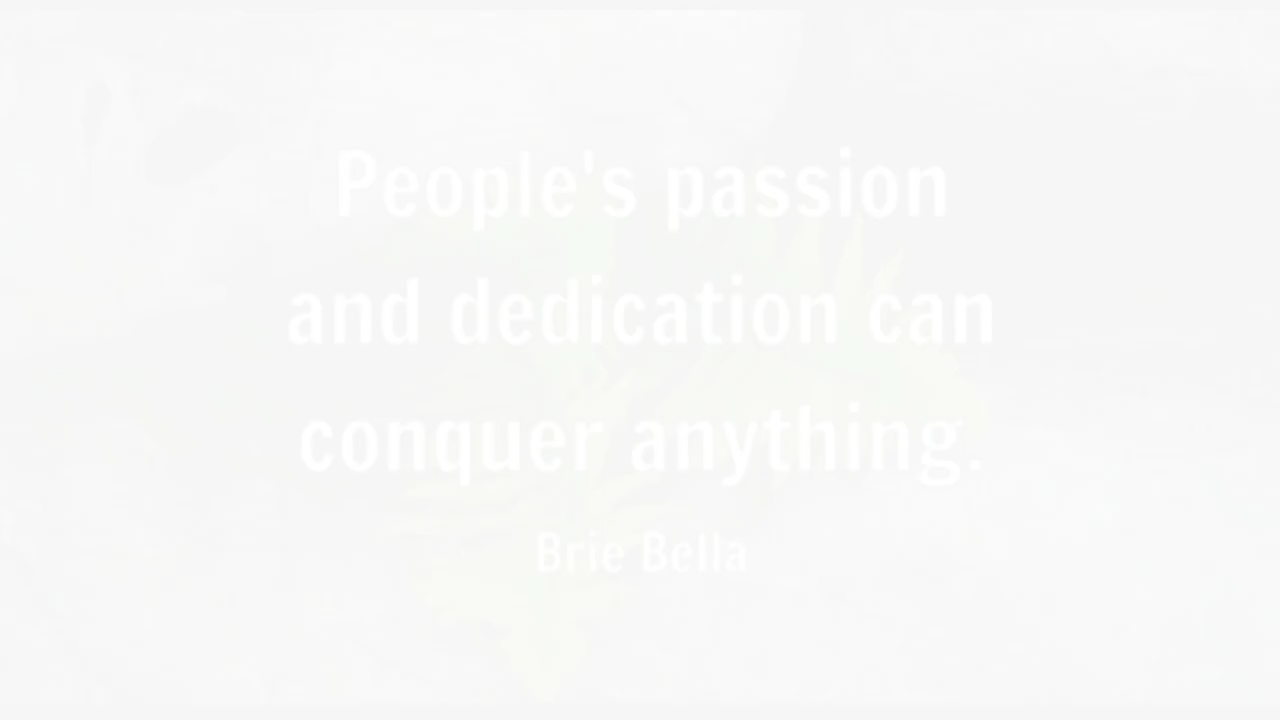 People's passion
and dedication can
conquer anything.
Brie Bella